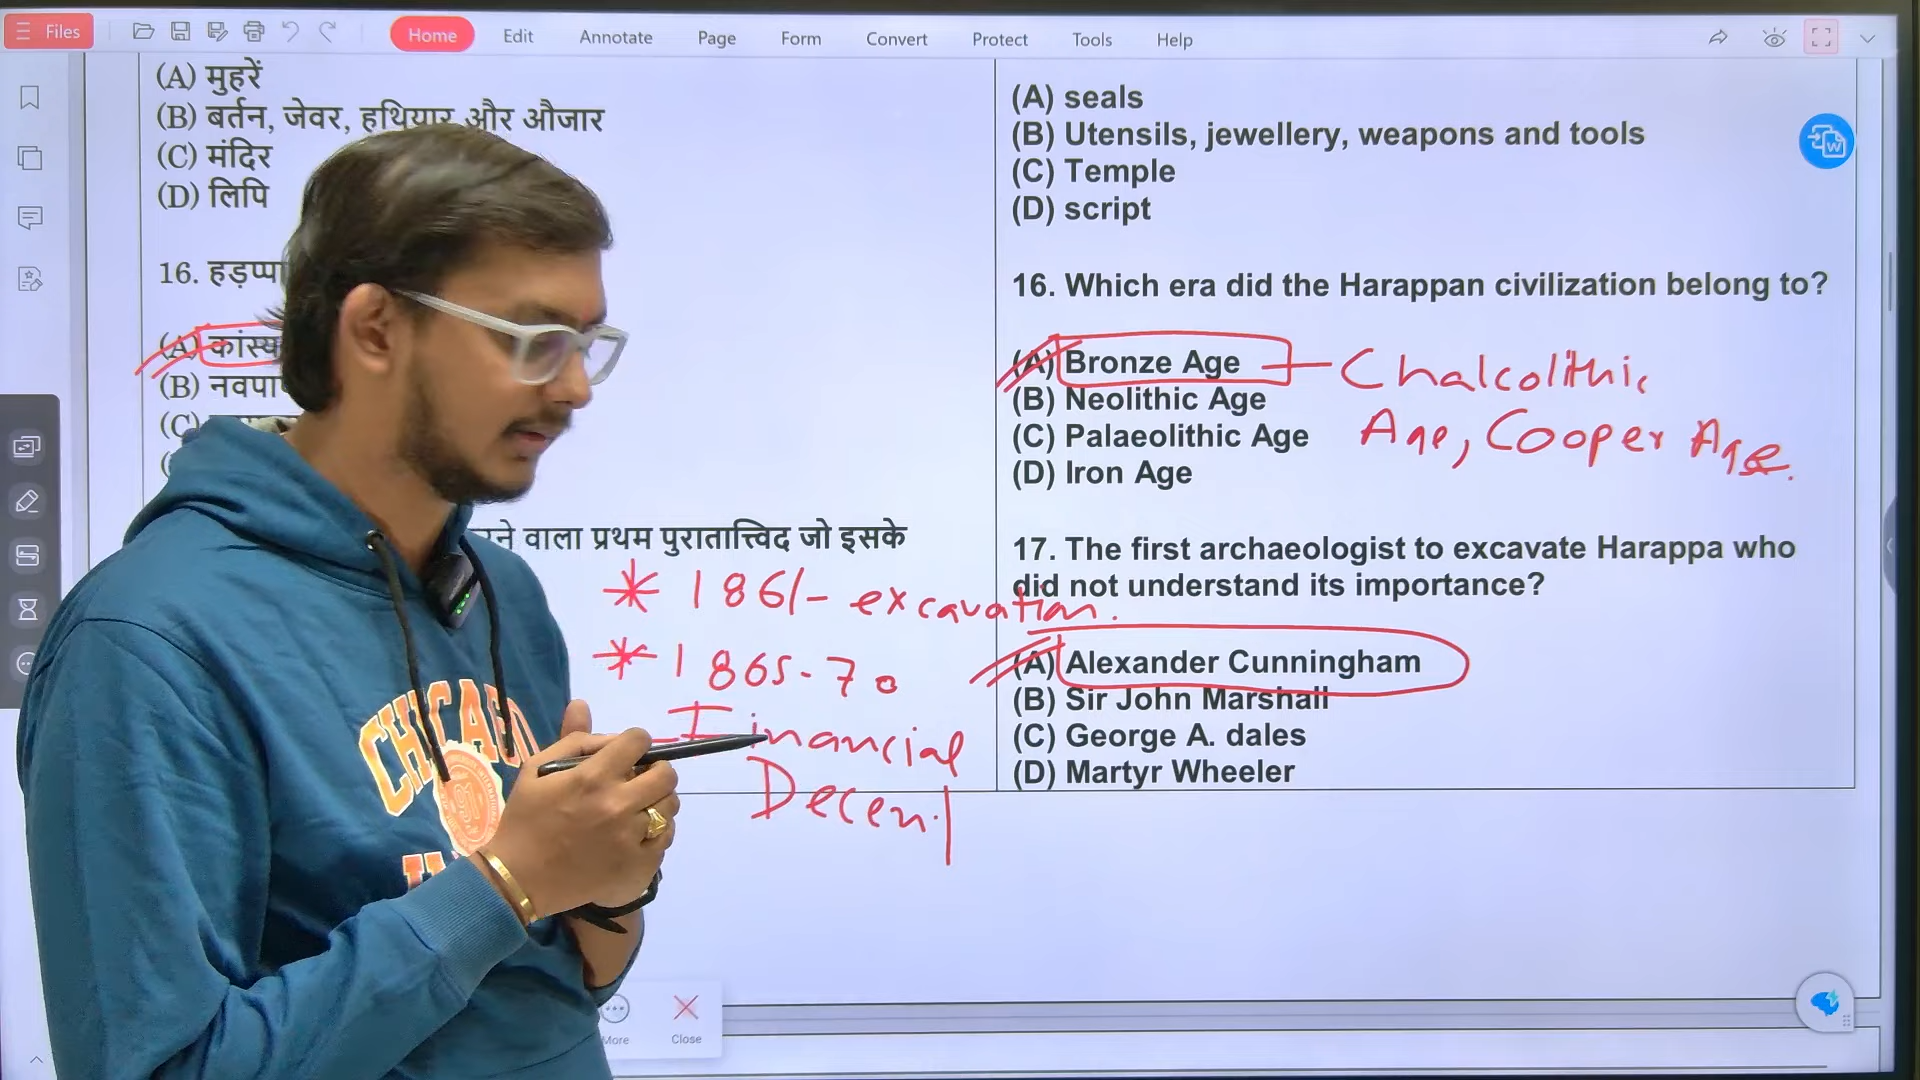 Files
Home Edit Annotate Page Form Convert Protect Tools Help
(A) मुहरें
(B) बर्तन, जेवर, हथियार और औजार
(C) मंदिर
(D) लिपि
16. हड़प्पा
(A) कांस्य
(B) नवपा
(C)
वाला प्रथम पुरातात्त्विद जो इसके
* 1861- excavation.
* 1865-70
- Financial
Decen.
(A) seals
(B) Utensils, jewellery, weapons and tools
(C) Temple
(D) script
16. Which era did the Harappan civilization belong to?
(A) Bronze Age - Chalcolithic
(B) Neolithic Age
(C) Palaeolithic Age Age, Cooper Age.
(D) Iron Age
17. The first archaeologist to excavate Harappa who
did not understand its importance?
(A) Alexander Cunningham
(B) Sir John Marshall
(C) George A. dales
(D) Martyr Wheeler
CHICAGO
More Close